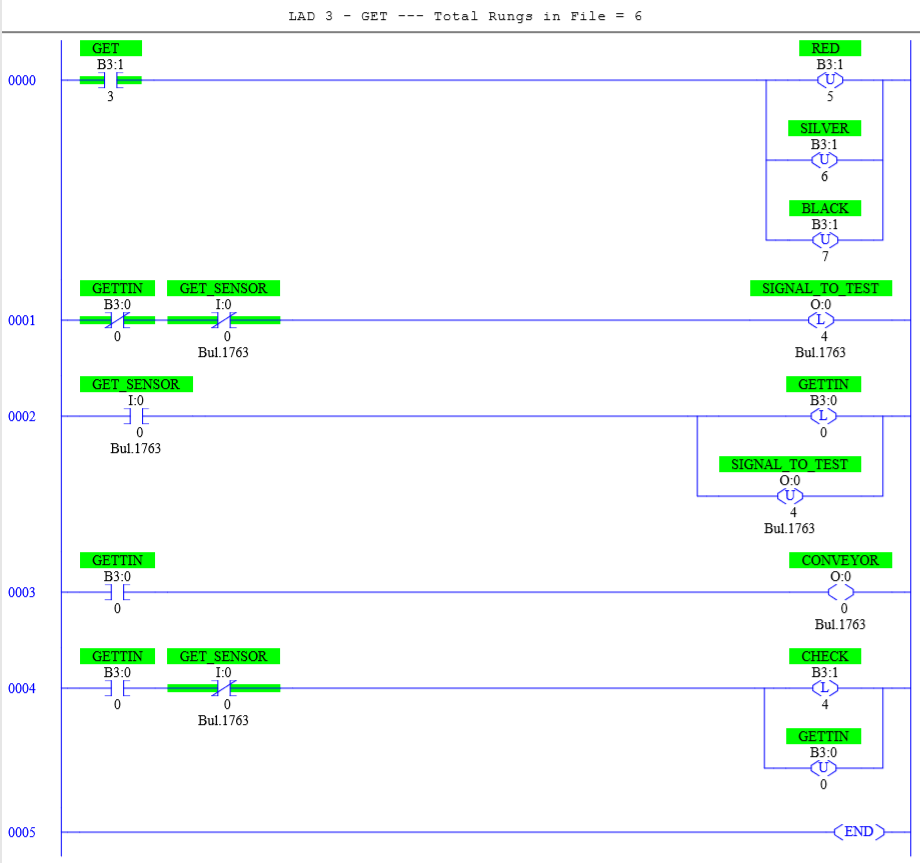 LAD 3 - GET --- Total Rungs in File = 6
GET
B3:1
0000
3
RED
B3:1
U
5
SILVER
B3:1
U
6
BLACK
B3:1
U
7
GETTIN GET_SENSOR
B3:0 I:0
0001
0 0
Bul.1763
SIGNAL_TO_TEST
O:0
L
4
Bul.1763
GET_SENSOR
I:0
0002
0
Bul.1763
GETTIN
B3:0
L
0
SIGNAL_TO_TEST
O:0
U
4
Bul.1763
GETTIN
B3:0
0003
0
CONVEYOR
O:0
0
Bul.1763
GETTIN GET_SENSOR
B3:0 I:0
0004
0 0
Bul.1763
CHECK
B3:1
L
4
GETTIN
B3:0
U
0
0005
END